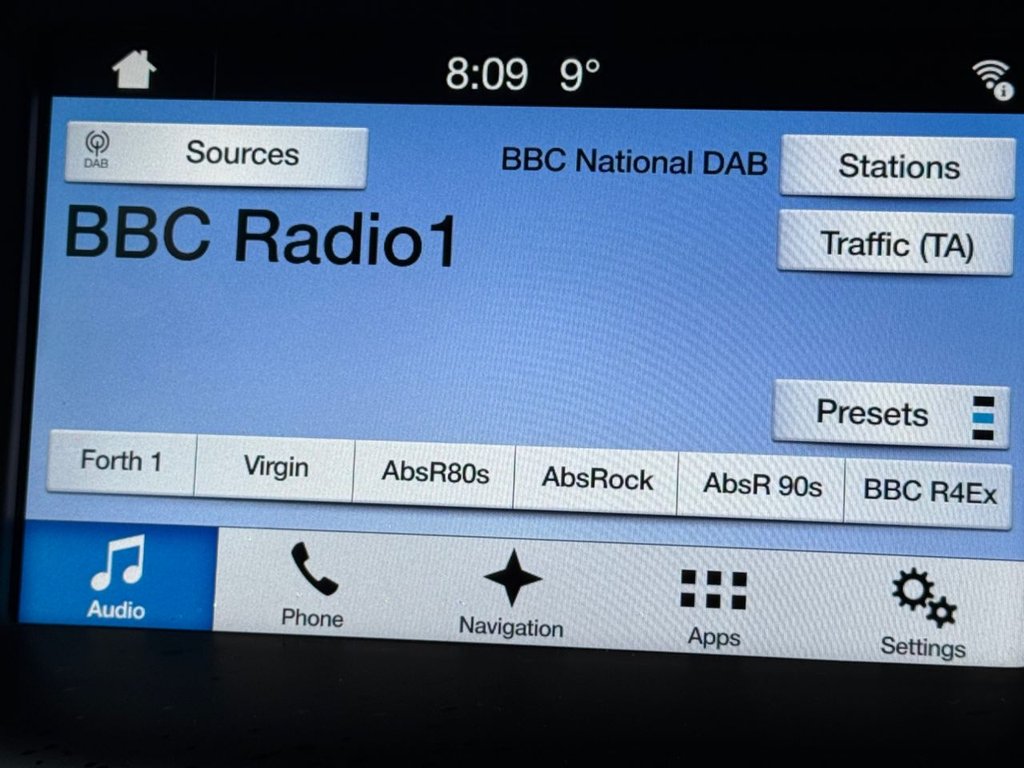 8:09 9°
DAB Sources
BBC National DAB
Stations
BBC Radio1
Traffic (TA)
Presets
Forth 1 Virgin AbsR80s AbsRock AbsR 90s BBC R4Ex
Audio Phone Navigation Apps Settings